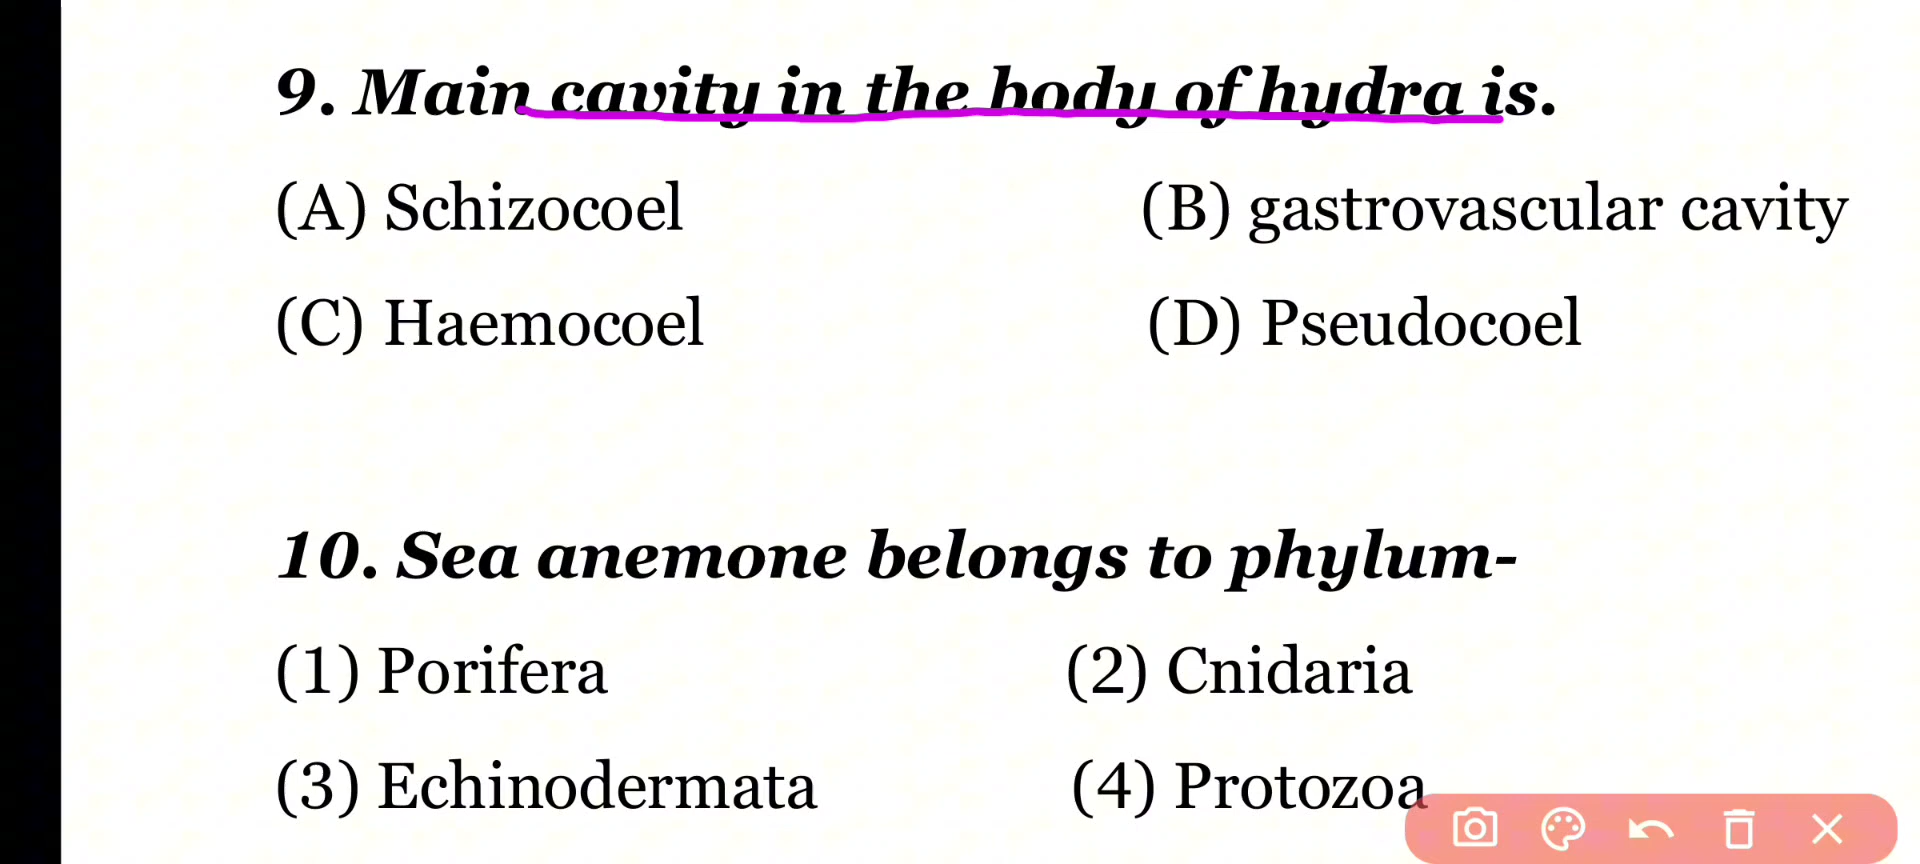 9. Main cavity in the body of hydra is.
(A) Schizocoel (B) gastrovascular cavity
(C) Haemocoel (D) Pseudocoel
10. Sea anemone belongs to phylum-
(1) Porifera (2) Cnidaria
(3) Echinodermata (4) Protozoa